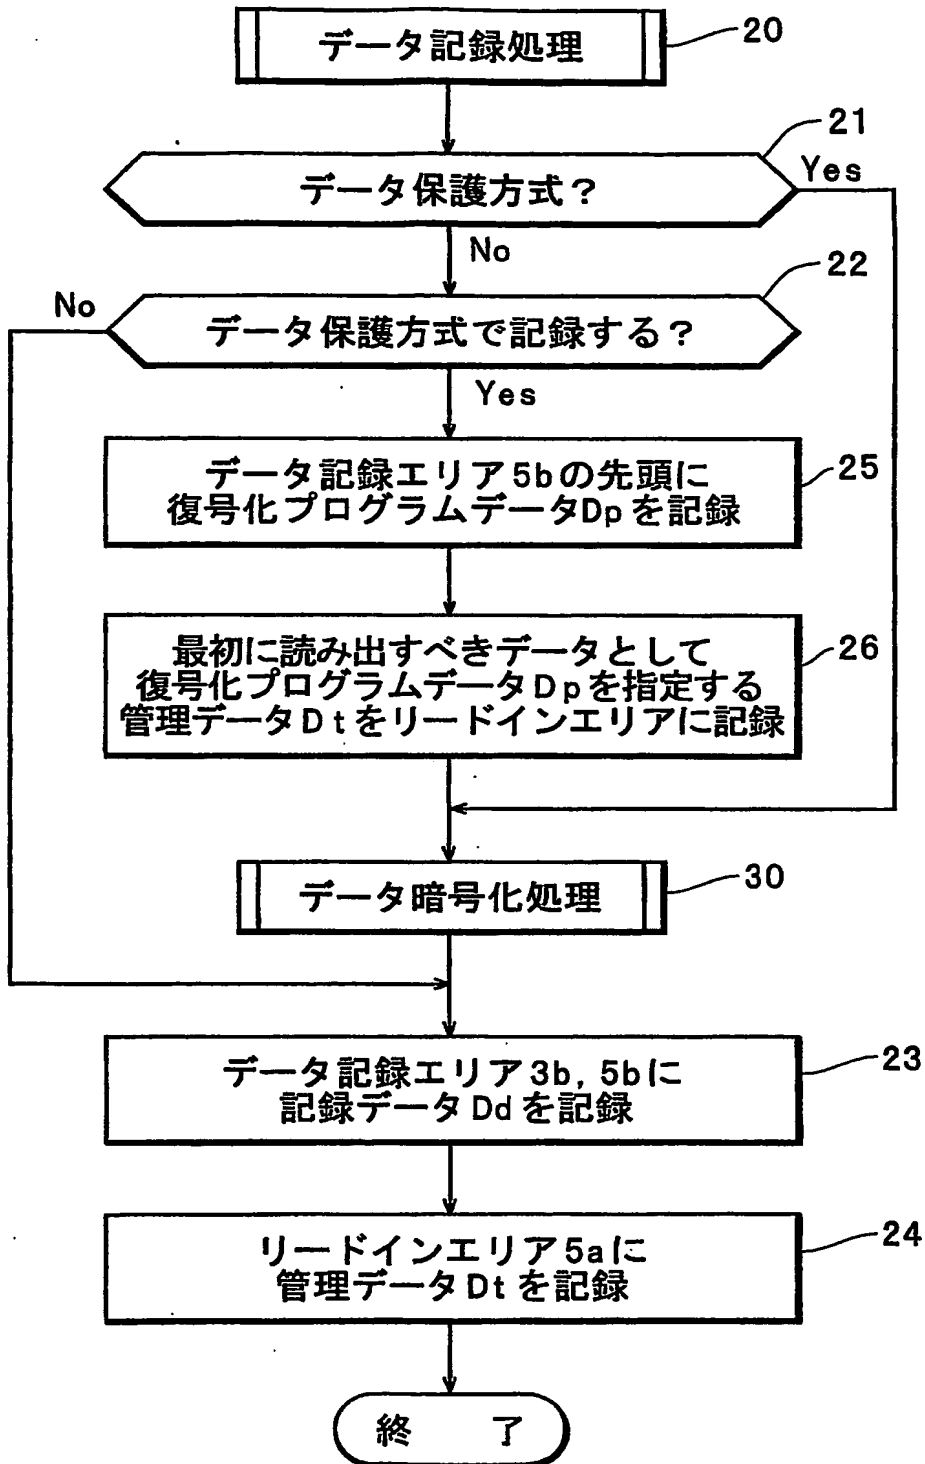 データ記録処理
20
21
データ保護方式?
Yes
No
22
No
データ保護方式で記録する?
Yes
データ記録エリア5bの先頭に
復号化プログラムデータDpを記録
25
最初に読み出すべきデータとして
復号化プログラムデータDpを指定する
管理データDtをリードインエリアに記録
26
データ暗号化処理
30
データ記録エリア3b, 5bに
記録データDdを記録
23
リードインエリア5aに
管理データDtを記録
24
終 了